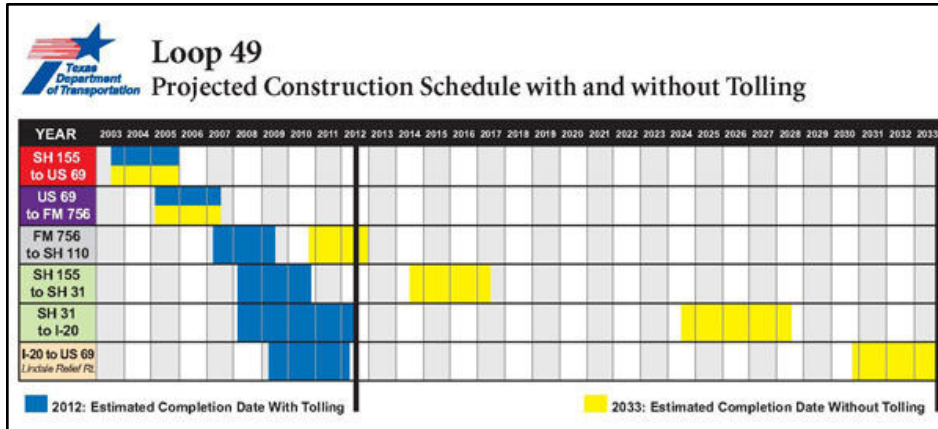 Texas
Department
of Transportation
Loop 49
Projected Construction Schedule with and without Tolling
YEAR 2003 2004 2005 2006 2007 2008 2009 2010 2011 2012 2013 2014 2015 2016 2017 2018 2019 2020 2021 2022 2023 2024 2025 2026 2027 2028 2029 2030 2031 2032 2033
SH 155
to US 69
US 69
to FM 756
FM 756
to SH 110
SH 155
to SH 31
SH 31
to I-20
I-20 to US 69
Lindale Relief Rt.
2012: Estimated Completion Date With Tolling
2033: Estimated Completion Date Without Tolling